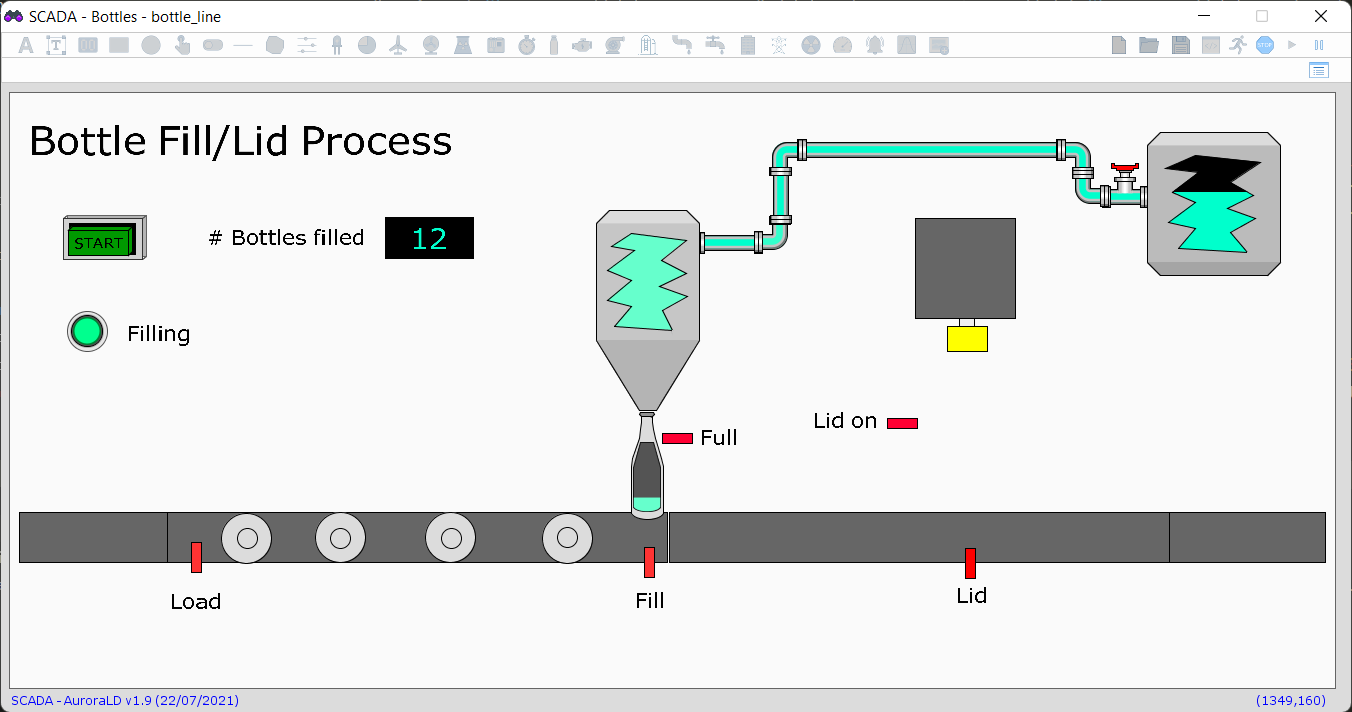 SCADA - Bottles - bottle_line
A
T
STOP
Bottle Fill/Lid Process
START
# Bottles filled
12
Filling
Lid on
Full
Load
Fill
Lid
SCADA - AuroraLD v1.9 (22/07/2021)
(1349,160)